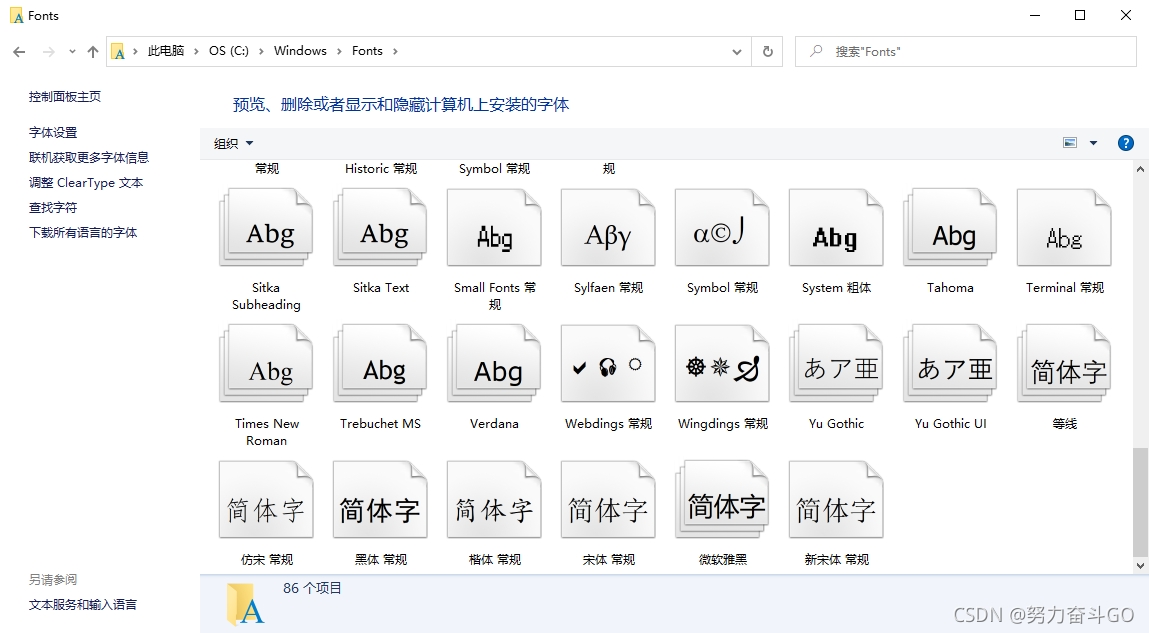 Fonts
此电脑 OS (C:) Windows Fonts
搜索"Fonts"
控制面板主页
字体设置
联机获取更多字体信息
调整 ClearType 文本
查找字符
下载所有语言的字体
另请参阅
文本服务和输入语言
预览、删除或者显示和隐藏计算机上安装的字体
组织
?
常规 Historic 常规 Symbol 常规 规
Abg Abg Abg Αβγ α©ل Abg Abg Abg
Sitka Subheading
Sitka Text
Small Fonts 常规
Sylfaen 常规
Symbol 常规
System 粗体
Tahoma
Terminal 常规
Abg Abg Abg あア亜 あア亜 简体字
Times New Roman
Trebuchet MS
Verdana
Webdings 常规
Wingdings 常规
Yu Gothic
Yu Gothic UI
等线
简体字 简体字 简体字 简体字 简体字 简体字
仿宋 常规
黑体 常规
楷体 常规
宋体 常规
微软雅黑
新宋体 常规
86 个项目
CSDN @努力奋斗GO